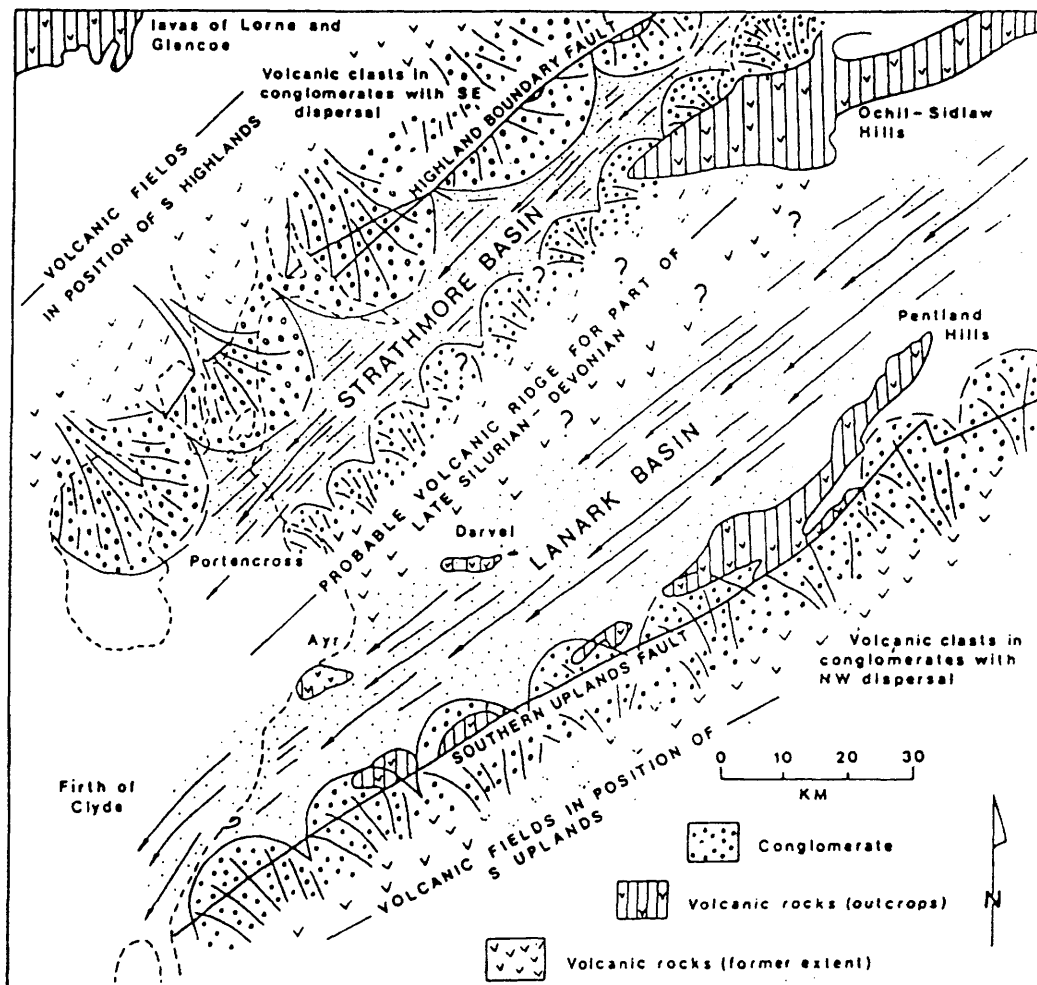 lavas of Lorne and
Glencoe
Volcanic clasts in
conglomerates with SE
dispersal
HIGHLAND BOUNDARY FAULT
Ochil-Sidlaw
Hills
VOLCANIC FIELDS
IN POSITION OF S HIGHLANDS
STRATHMORE BASIN
?
?
?
?
?
?
?
PROBABLE VOLCANIC RIDGE FOR PART OF
LATE SILURIAN-DEVONIAN
Pentland
Hills
LANARK BASIN
Darvel
Portencross
Ayr
SOUTHERN UPLANDS FAULT
Volcanic clasts in
conglomerates with
NW dispersal
Firth of
Clyde
VOLCANIC FIELDS IN POSITION OF
S UPLANDS
0 10 20 30
KM
Conglomerate
Volcanic rocks (outcrops)
Volcanic rocks (former extent)
N